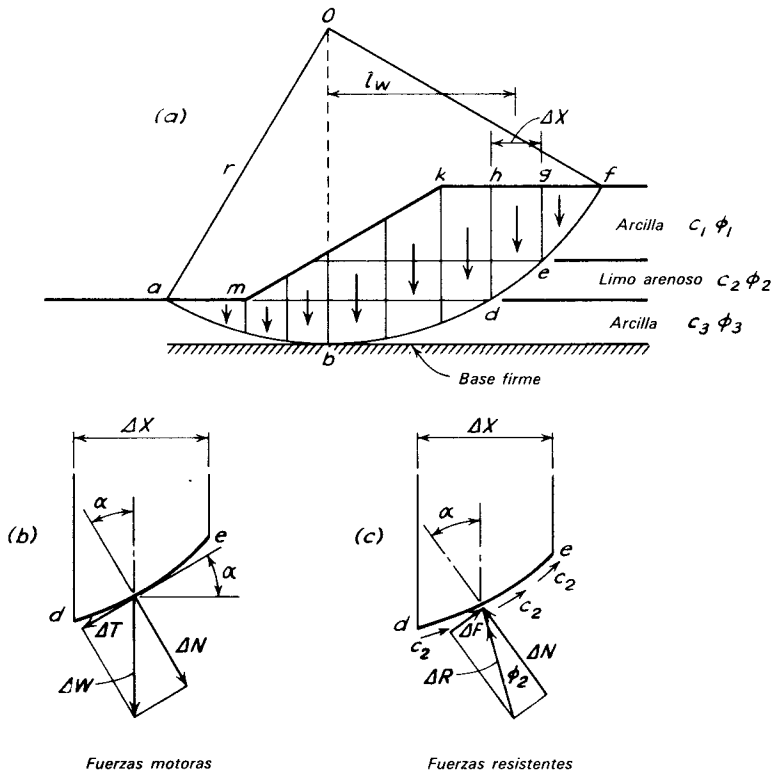 O
l_w
(a)
ΔX
r
k h g f
Arcilla c₁ ϕ₁
e
Limo arenoso c₂ ϕ₂
a m
d
Arcilla c₃ ϕ₃
b
Base firme
ΔX
α
(b)
e
α
d
ΔT
ΔN
ΔW
Fuerzas motoras
ΔX
α
(c)
e
c₂
c₂
d
c₂
ΔF
ΔN
ΔR
ϕ₂
Fuerzas resistentes